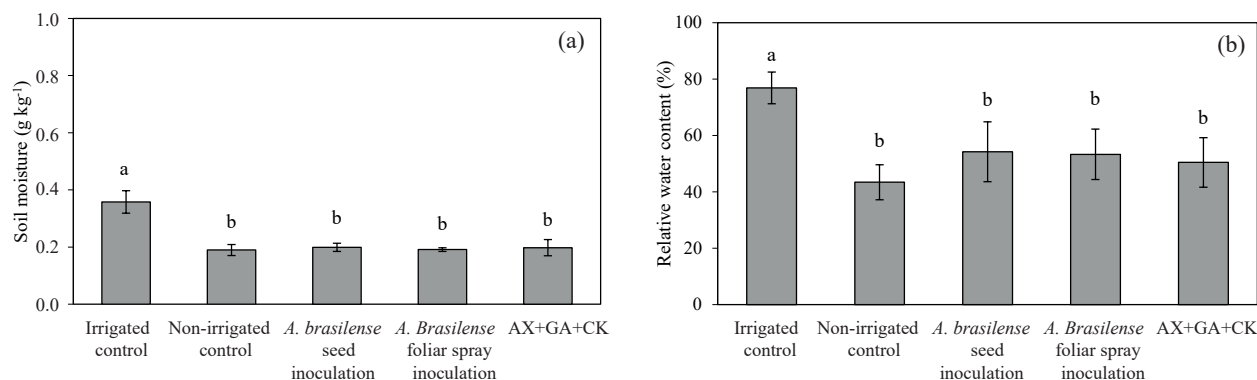 (a)
Soil moisture (g kg-1)
1.0
0.8
0.6
0.4
0.2
0.0
a
b
b
b
b
Irrigated
control
Non-irrigated
control
A. brasilense
seed
inoculation
A. Brasilense
foliar spray
inoculation
AX+GA+CK
(b)
Relative water content (%)
80
60
40
20
0
a
b
b
b
b
Irrigated
control
Non-irrigated
control
A. brasilense
seed
inoculation
A. Brasilense
foliar spray
inoculation
AX+GA+CK